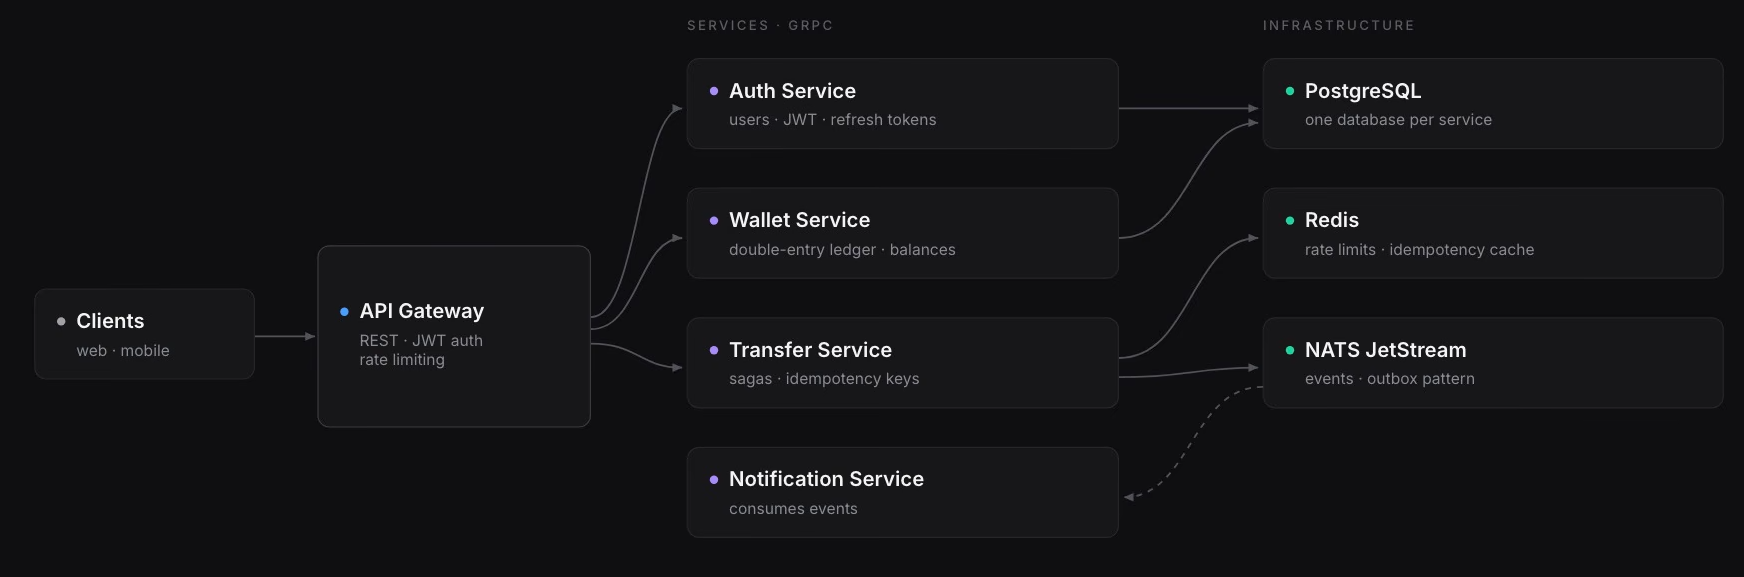 SERVICES · GRPC
INFRASTRUCTURE
Auth Service
users · JWT · refresh tokens
PostgreSQL
one database per service
Wallet Service
double-entry ledger · balances
Redis
rate limits · idempotency cache
Clients
web · mobile
API Gateway
REST · JWT auth
rate limiting
Transfer Service
sagas · idempotency keys
NATS JetStream
events · outbox pattern
Notification Service
consumes events